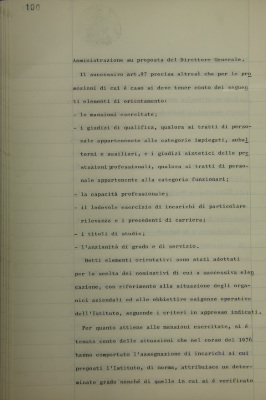 100
Amministrazione su proposta del Direttore Generale.
Il successivo art.87 precisa altresì che per le pro
mozioni di cui è caso si deve tener conto dei seguen
ti elementi di orientamento:
- le mansioni esercitate;
- i giudizi di qualifica, qualora si tratti di perso-
nale appartenente alle categorie impiegati, subal
terni e ausiliari, e i giudizi sintetici delle pre
stazioni professionali, qualora si tratti di perso-
nale appartenente alla categoria funzionari;
- la capacità professionale;
- il lodevole esercizio di incarichi di particolare
rilevanza e i precedenti di carriera;
- i titoli di studio;
- l'anzianità di grado e di servizio.
Detti elementi orientativi sono stati adottati
per la scelta dei nominativi di cui a successiva elen
cazione, con riferimento alla situazione degli orga-
nici aziendali ed alle obbiettive esigenze operative
dell'Istituto, seguendo i criteri in appresso indicati.
Per quanto attiene alle mansioni esercitate, si è
tenuto conto delle situazioni che nel corso del 1976
hanno comportato l'assegnazione di incarichi ai cui
preposti l'Istituto, di norma, attribuisce un deter-
minato grado nonché di quelle in cui si è verificato